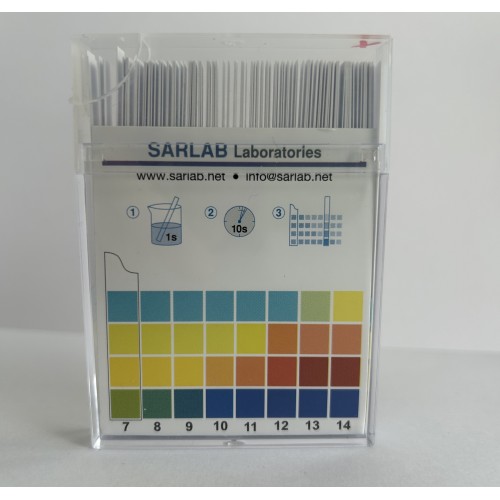 SARLAB Laboratories
www.sarlab.net • info@sarlab.net
1 2 3
1s 10s
7 8 9 10 11 12 13 14